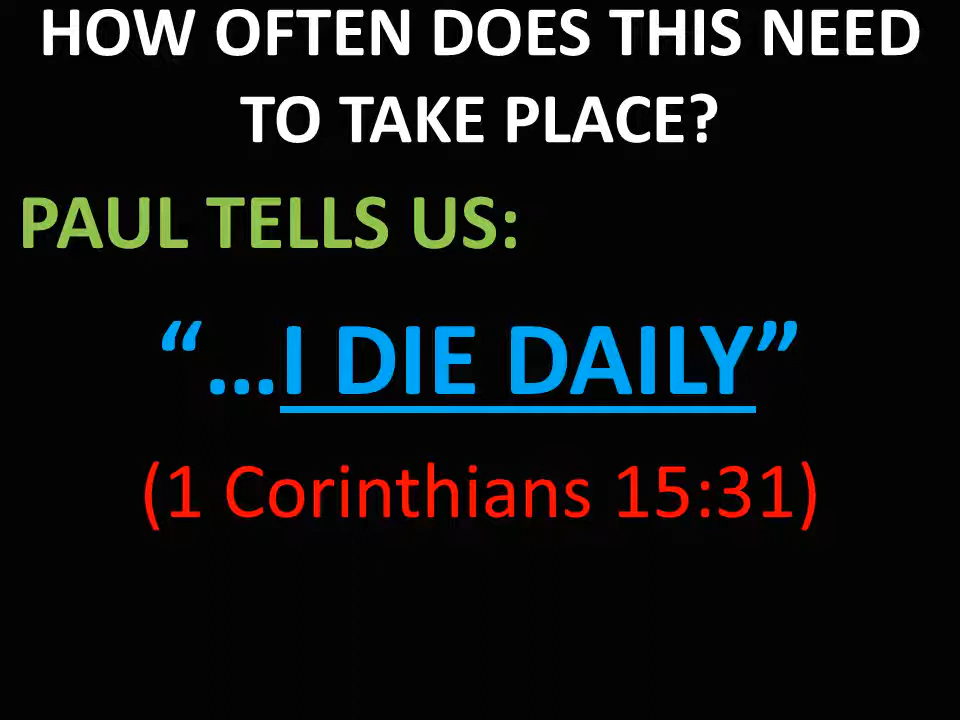 HOW OFTEN DOES THIS NEED
TO TAKE PLACE?
PAUL TELLS US:
“…I DIE DAILY”
(1 Corinthians 15:31)